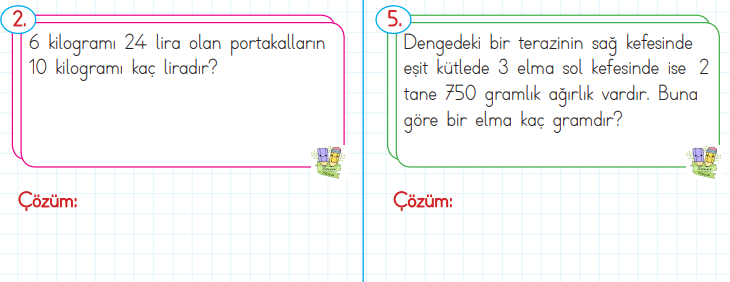 2.
6 kilogramı 24 lira olan portakalların
10 kilogramı kaç liradır?
Çözüm:
5.
Dengedeki bir terazinin sağ kefesinde
eşit kütlede 3 elma sol kefesinde ise 2
tane 750 gramlık ağırlık vardır. Buna
göre bir elma kaç gramdır?
Çözüm: